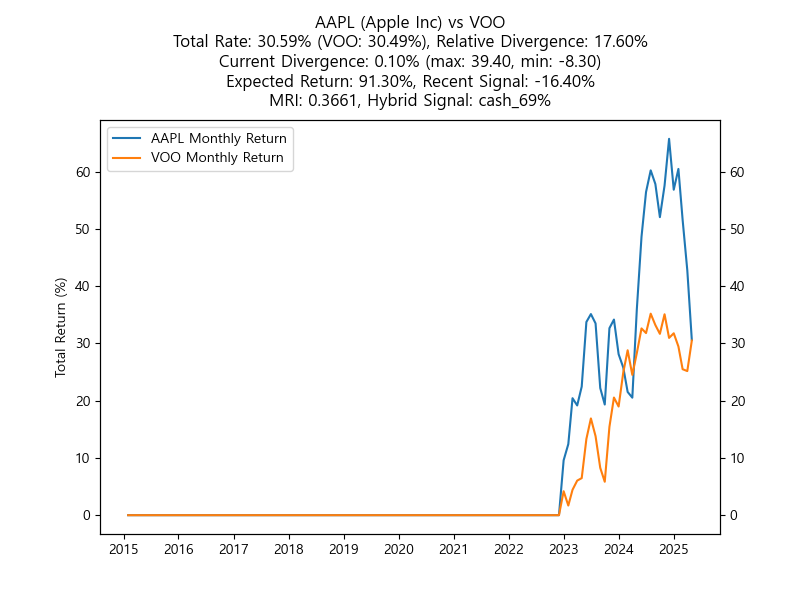 AAPL (Apple Inc) vs VOO
Total Rate: 30.59% (VOO: 30.49%), Relative Divergence: 17.60%
Current Divergence: 0.10% (max: 39.40, min: -8.30)
Expected Return: 91.30%, Recent Signal: -16.40%
MRI: 0.3661, Hybrid Signal: cash_69%
AAPL Monthly Return
VOO Monthly Return
60 60
50 50
40 40
30 30
20 20
10 10
0 0
Total Return (%)
2015 2016 2017 2018 2019 2020 2021 2022 2023 2024 2025